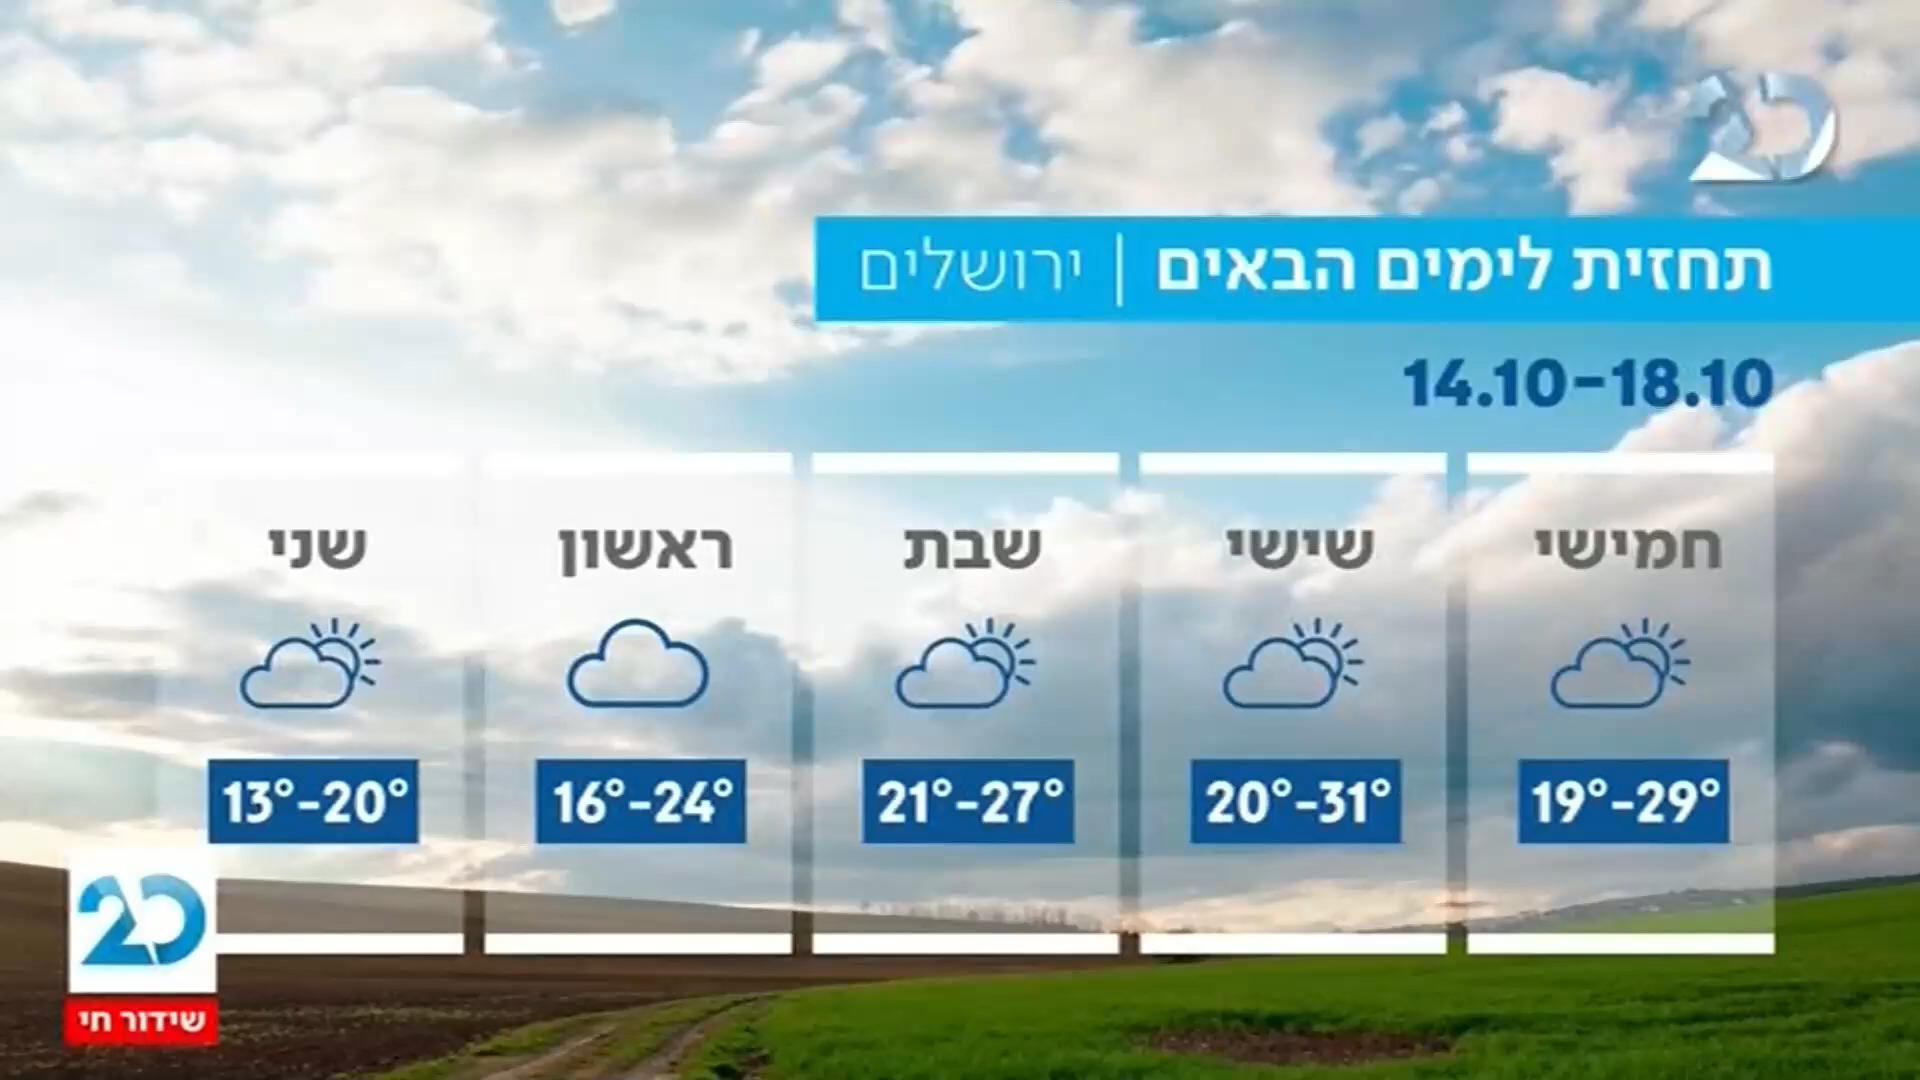 20
תחזית לימים הבאים | ירושלים
14.10-18.10
חמישי
שישי
שבת
ראשון
שני
19°-29°
20°-31°
21°-27°
16°-24°
13°-20°
20
שידור חי